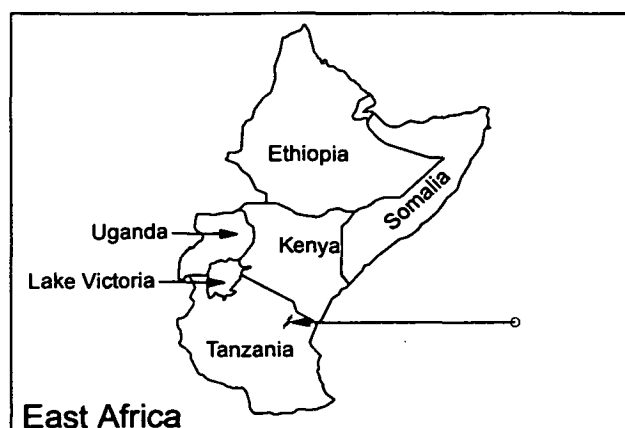 Ethiopia
Somalia
Uganda
Kenya
Lake Victoria
Tanzania
East Africa